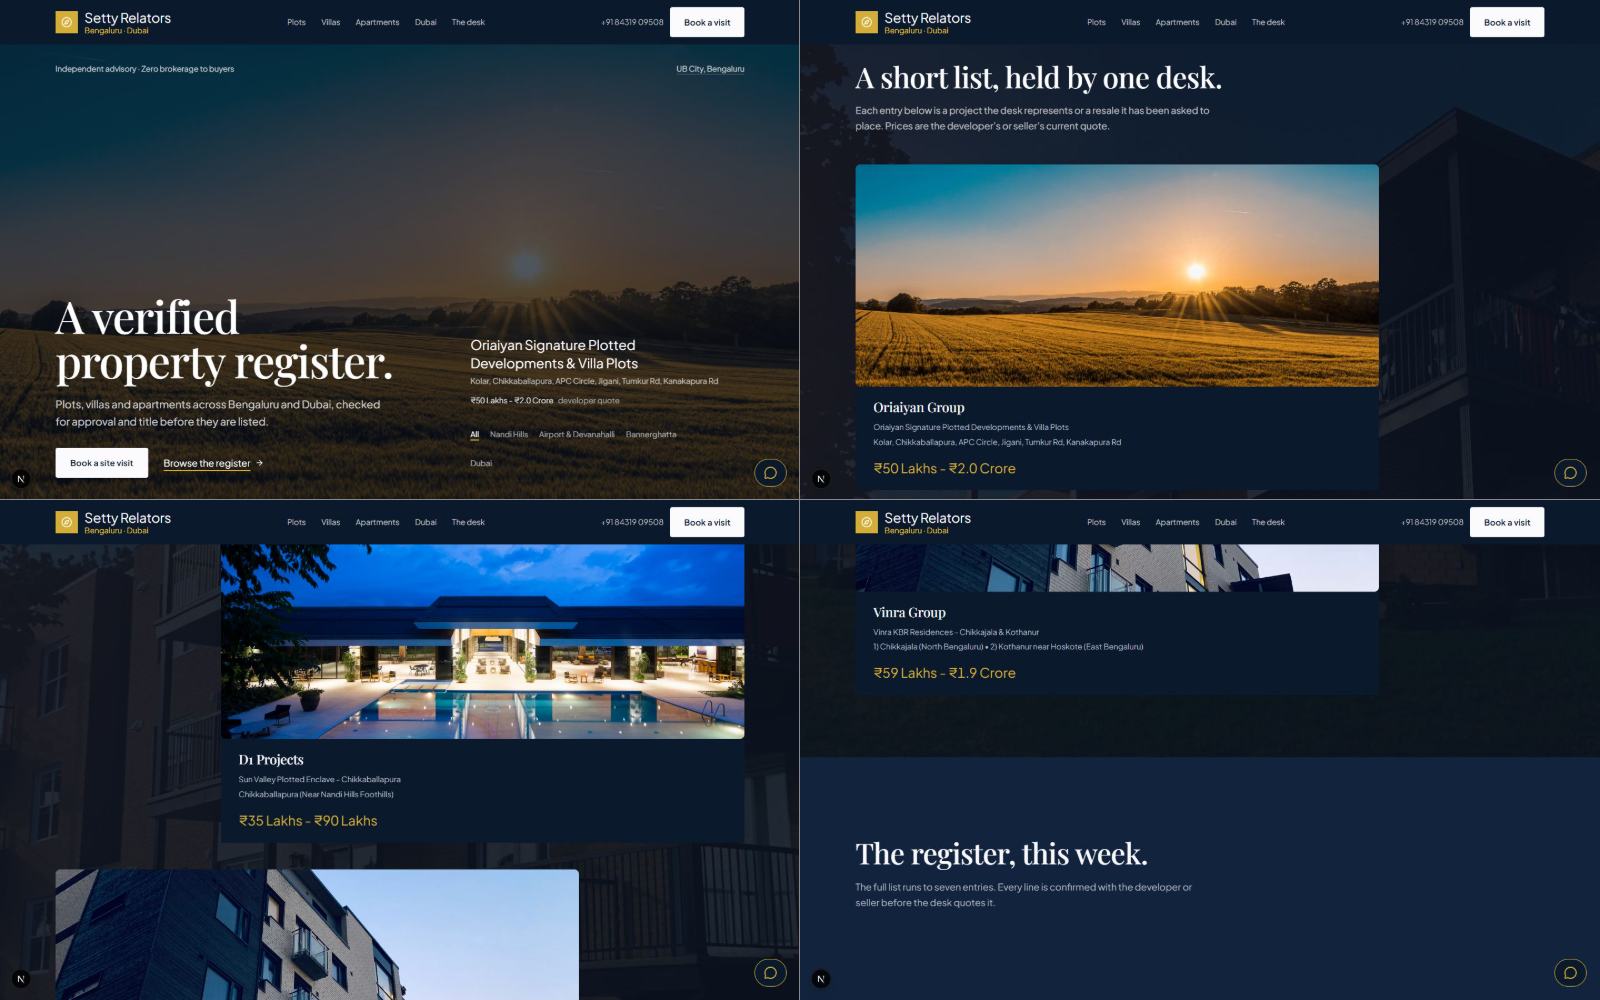 Setty Relators
Bengaluru · Dubai
Plots Villas Apartments Dubai The desk
+91 84319 09508
Book a visit
Independent advisory · Zero brokerage to buyers
UB City, Bengaluru
A verified
property register.
Plots, villas and apartments across Bengaluru and Dubai, checked
for approval and title before they are listed.
Book a site visit
Browse the register →
Oriaiyan Signature Plotted
Developments & Villa Plots
Kolar, Chikkaballapura, APC Circle, Jigani, Tumkur Rd, Kanakapura Rd
₹50 Lakhs - ₹2.0 Crore developer quote
All Nandi Hills Airport & Devanahalli Bannerghatta
Dubai
N
Setty Relators
Bengaluru · Dubai
Plots Villas Apartments Dubai The desk
+91 84319 09508
Book a visit
A short list, held by one desk.
Each entry below is a project the desk represents or a resale it has been asked to
place. Prices are the developer's or seller's current quote.
Oriaiyan Group
Oriaiyan Signature Plotted Developments & Villa Plots
Kolar, Chikkaballapura, APC Circle, Jigani, Tumkur Rd, Kanakapura Rd
₹50 Lakhs - ₹2.0 Crore
N
Setty Relators
Bengaluru · Dubai
Plots Villas Apartments Dubai The desk
+91 84319 09508
Book a visit
D1 Projects
Sun Valley Plotted Enclave - Chikkaballapura
Chikkaballapura (Near Nandi Hills Foothills)
₹35 Lakhs - ₹90 Lakhs
N
Setty Relators
Bengaluru · Dubai
Plots Villas Apartments Dubai The desk
+91 84319 09508
Book a visit
Vinra Group
Vinra KBR Residences - Chikkajala & Kothanur
1) Chikkajala (North Bengaluru) • 2) Kothanur near Hoskote (East Bengaluru)
₹59 Lakhs - ₹1.9 Crore
The register, this week.
The full list runs to seven entries. Every line is confirmed with the developer or
seller before the desk quotes it.
N